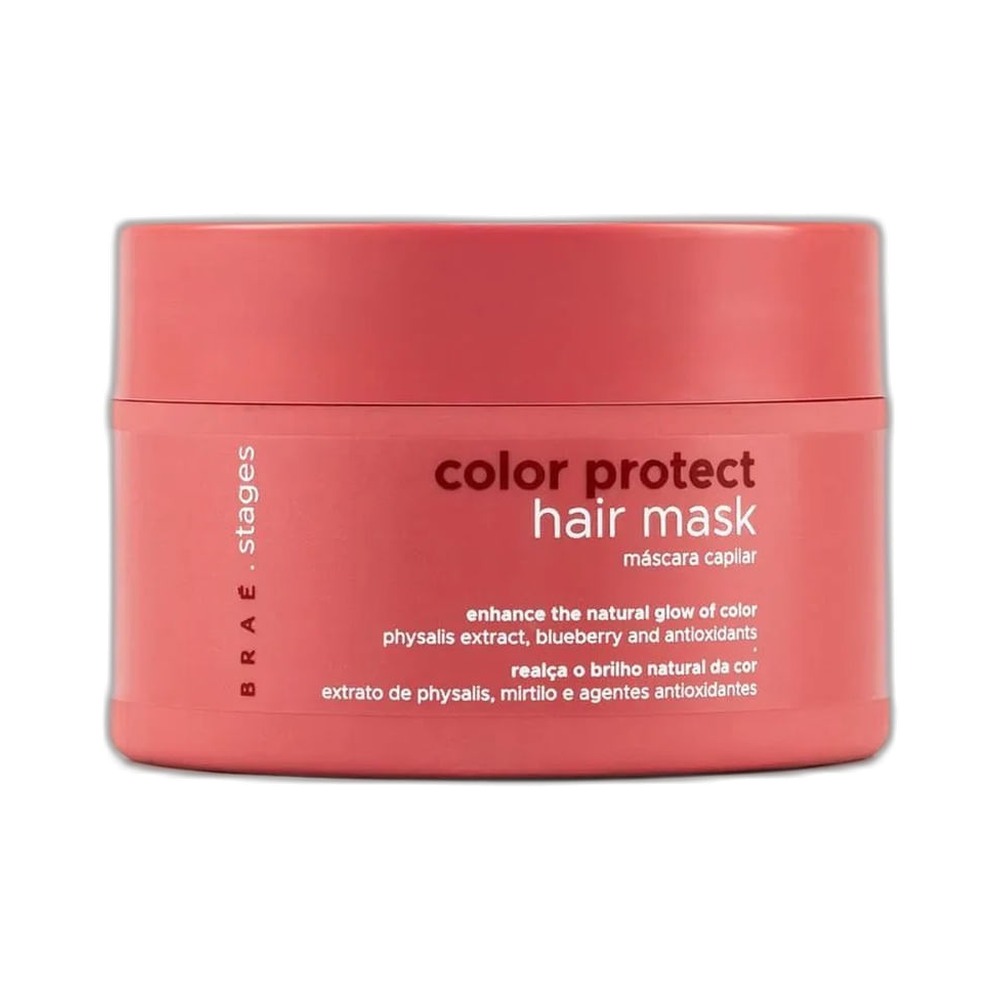 BRAÉ . stages
color protect
hair mask
máscara capilar
enhance the natural glow of color
physalis extract, blueberry and antioxidants
realça o brilho natural da cor
extrato de physalis, mirtilo e agentes antioxidantes